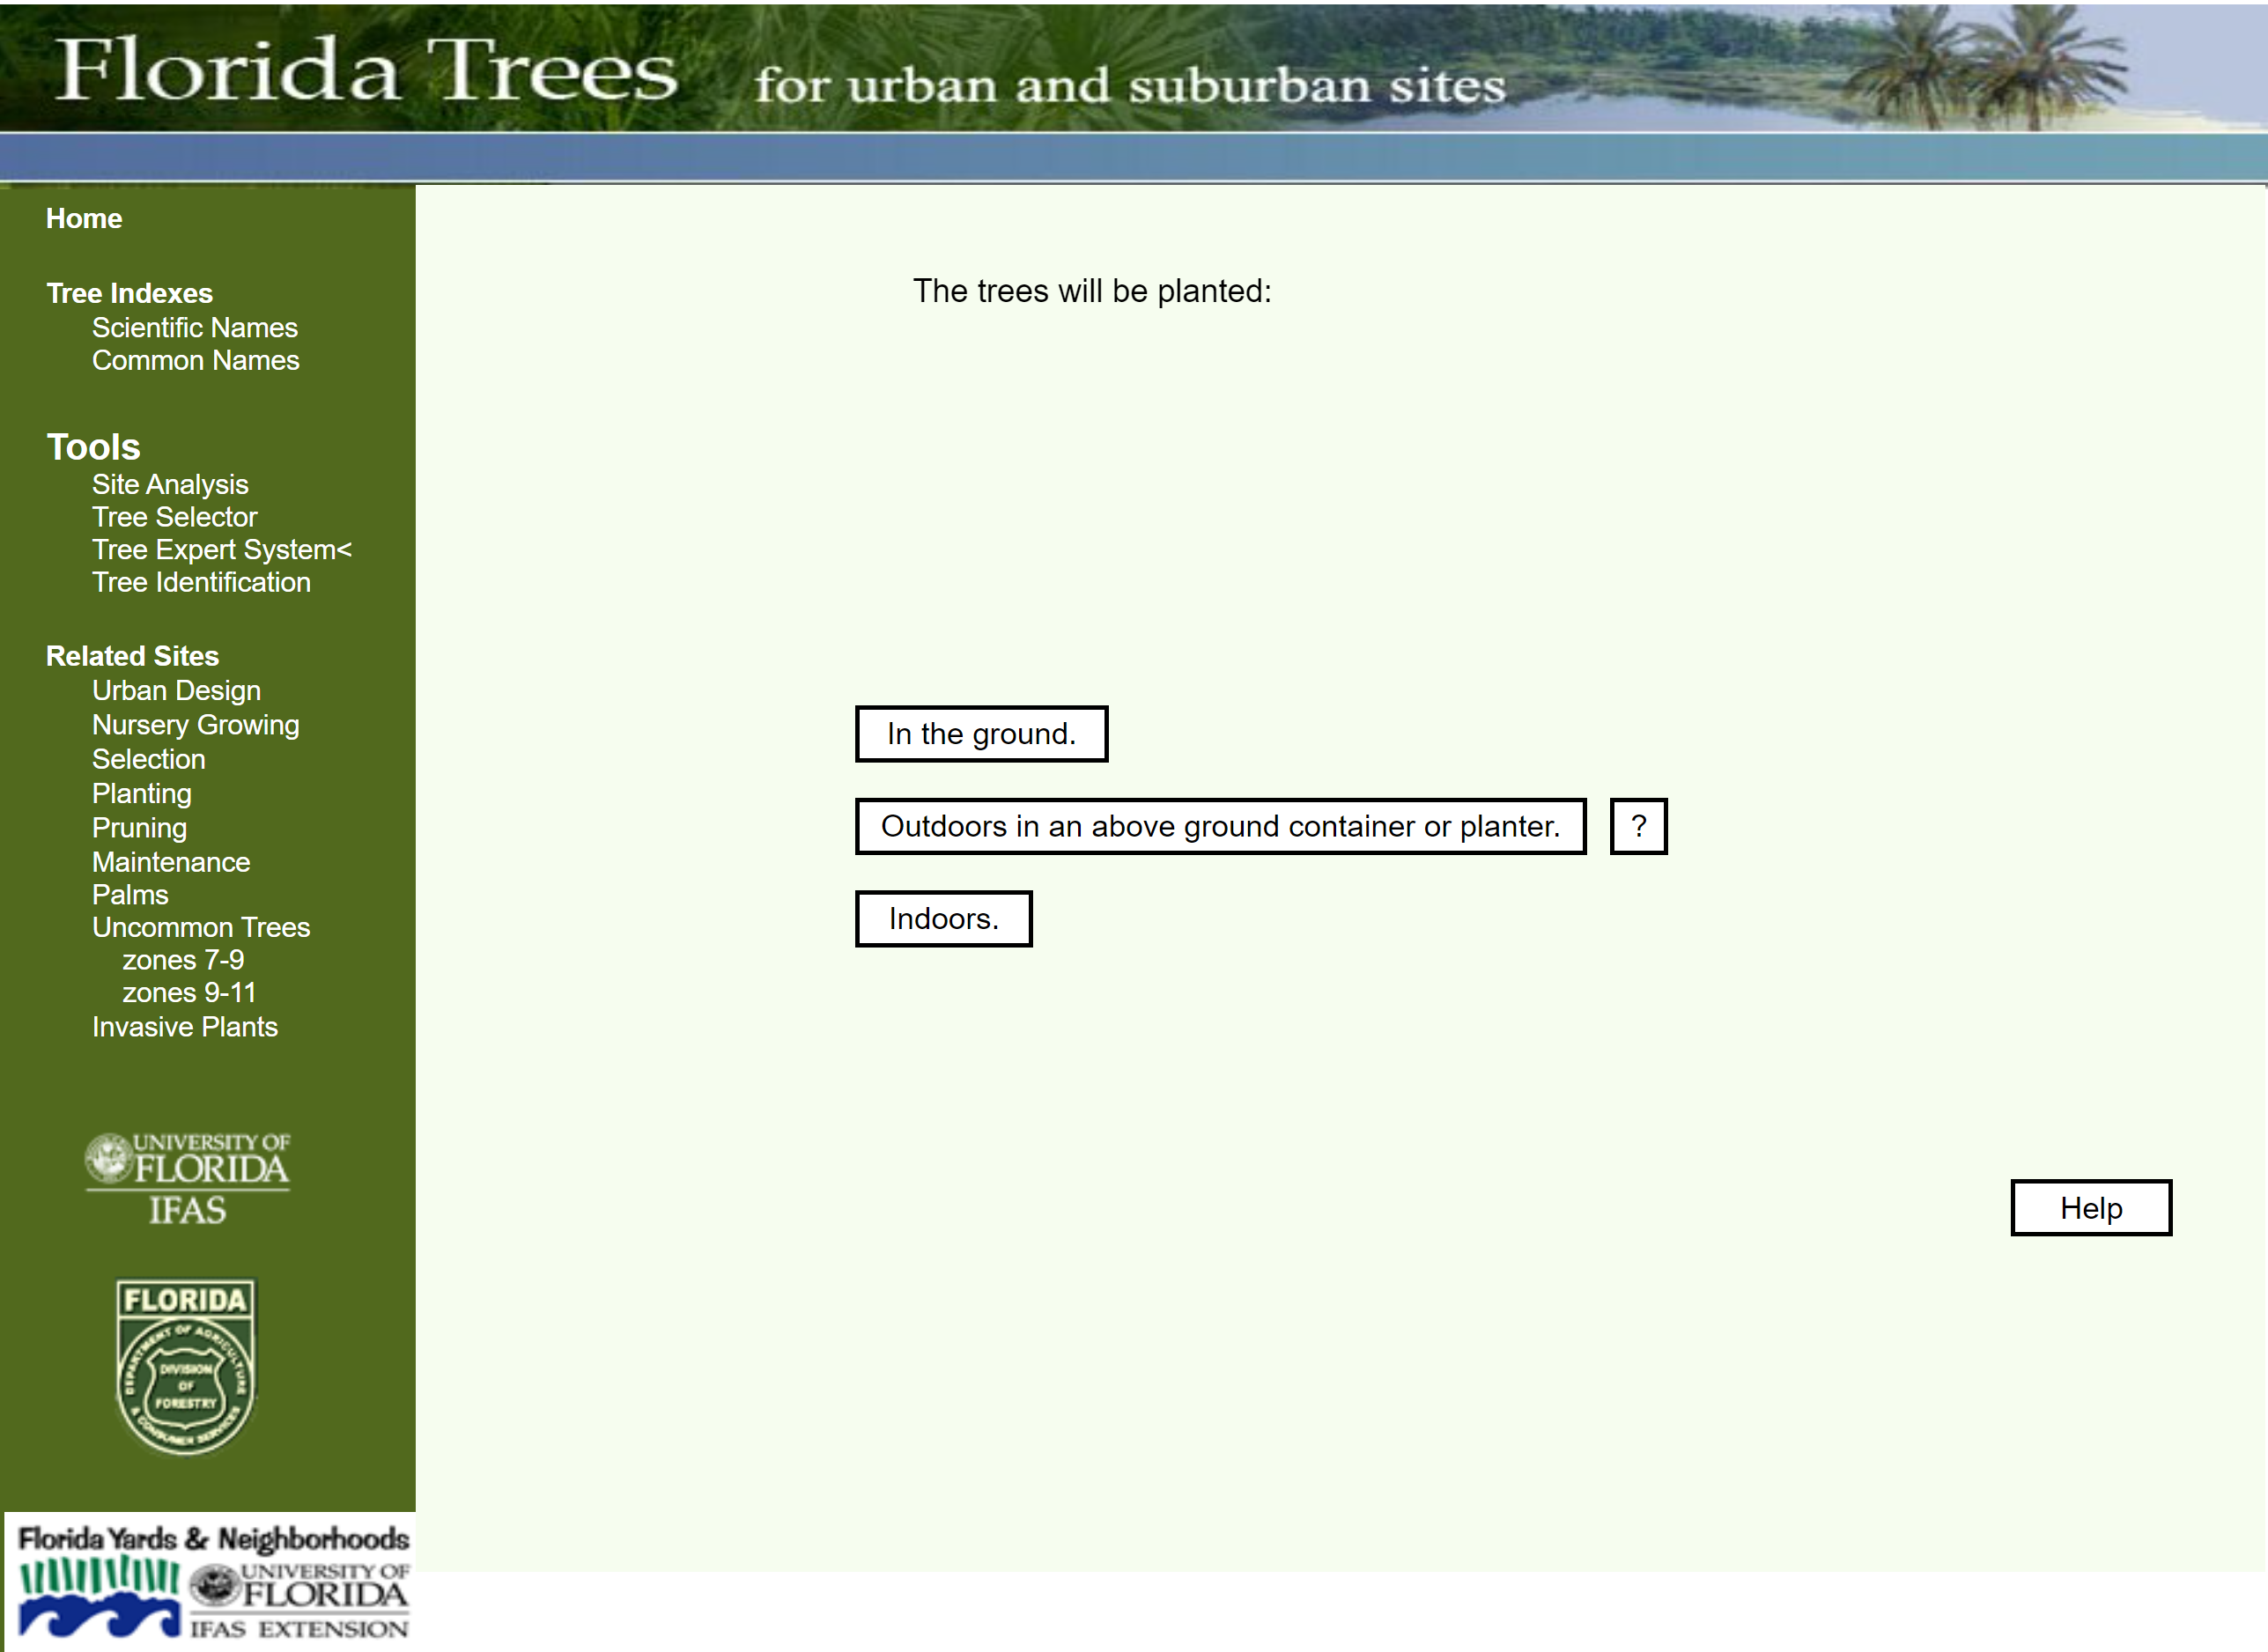 Florida Trees for urban and suburban sites
Home
Tree Indexes
Scientific Names
Common Names
Tools
Site Analysis
Tree Selector
Tree Expert System<
Tree Identification
Related Sites
Urban Design
Nursery Growing
Selection
Planting
Pruning
Maintenance
Palms
Uncommon Trees
zones 7-9
zones 9-11
Invasive Plants
UNIVERSITY OF
FLORIDA
IFAS
FLORIDA
DEPARTMENT OF AGRICULTURE
& CONSUMER SERVICES
DIVISION
OF
FORESTRY
Florida Yards & Neighborhoods
UNIVERSITY OF
FLORIDA
IFAS EXTENSION
The trees will be planted:
In the ground.
Outdoors in an above ground container or planter. ?
Indoors.
Help